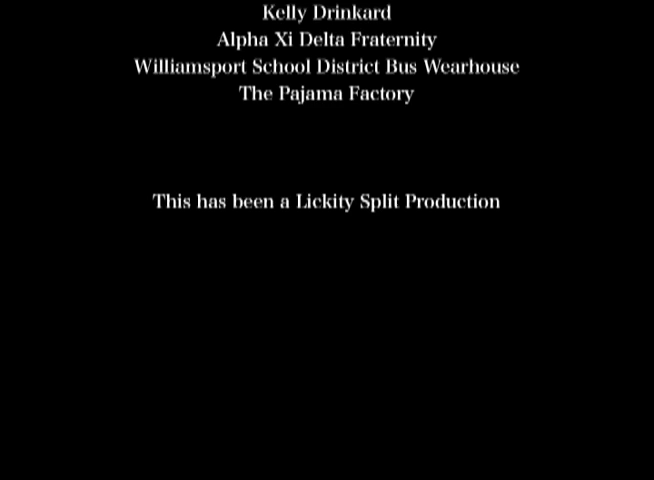 Kelly Drinkard
Alpha Xi Delta Fraternity
Williamsport School District Bus Wearhouse
The Pajama Factory
This has been a Lickity Split Production